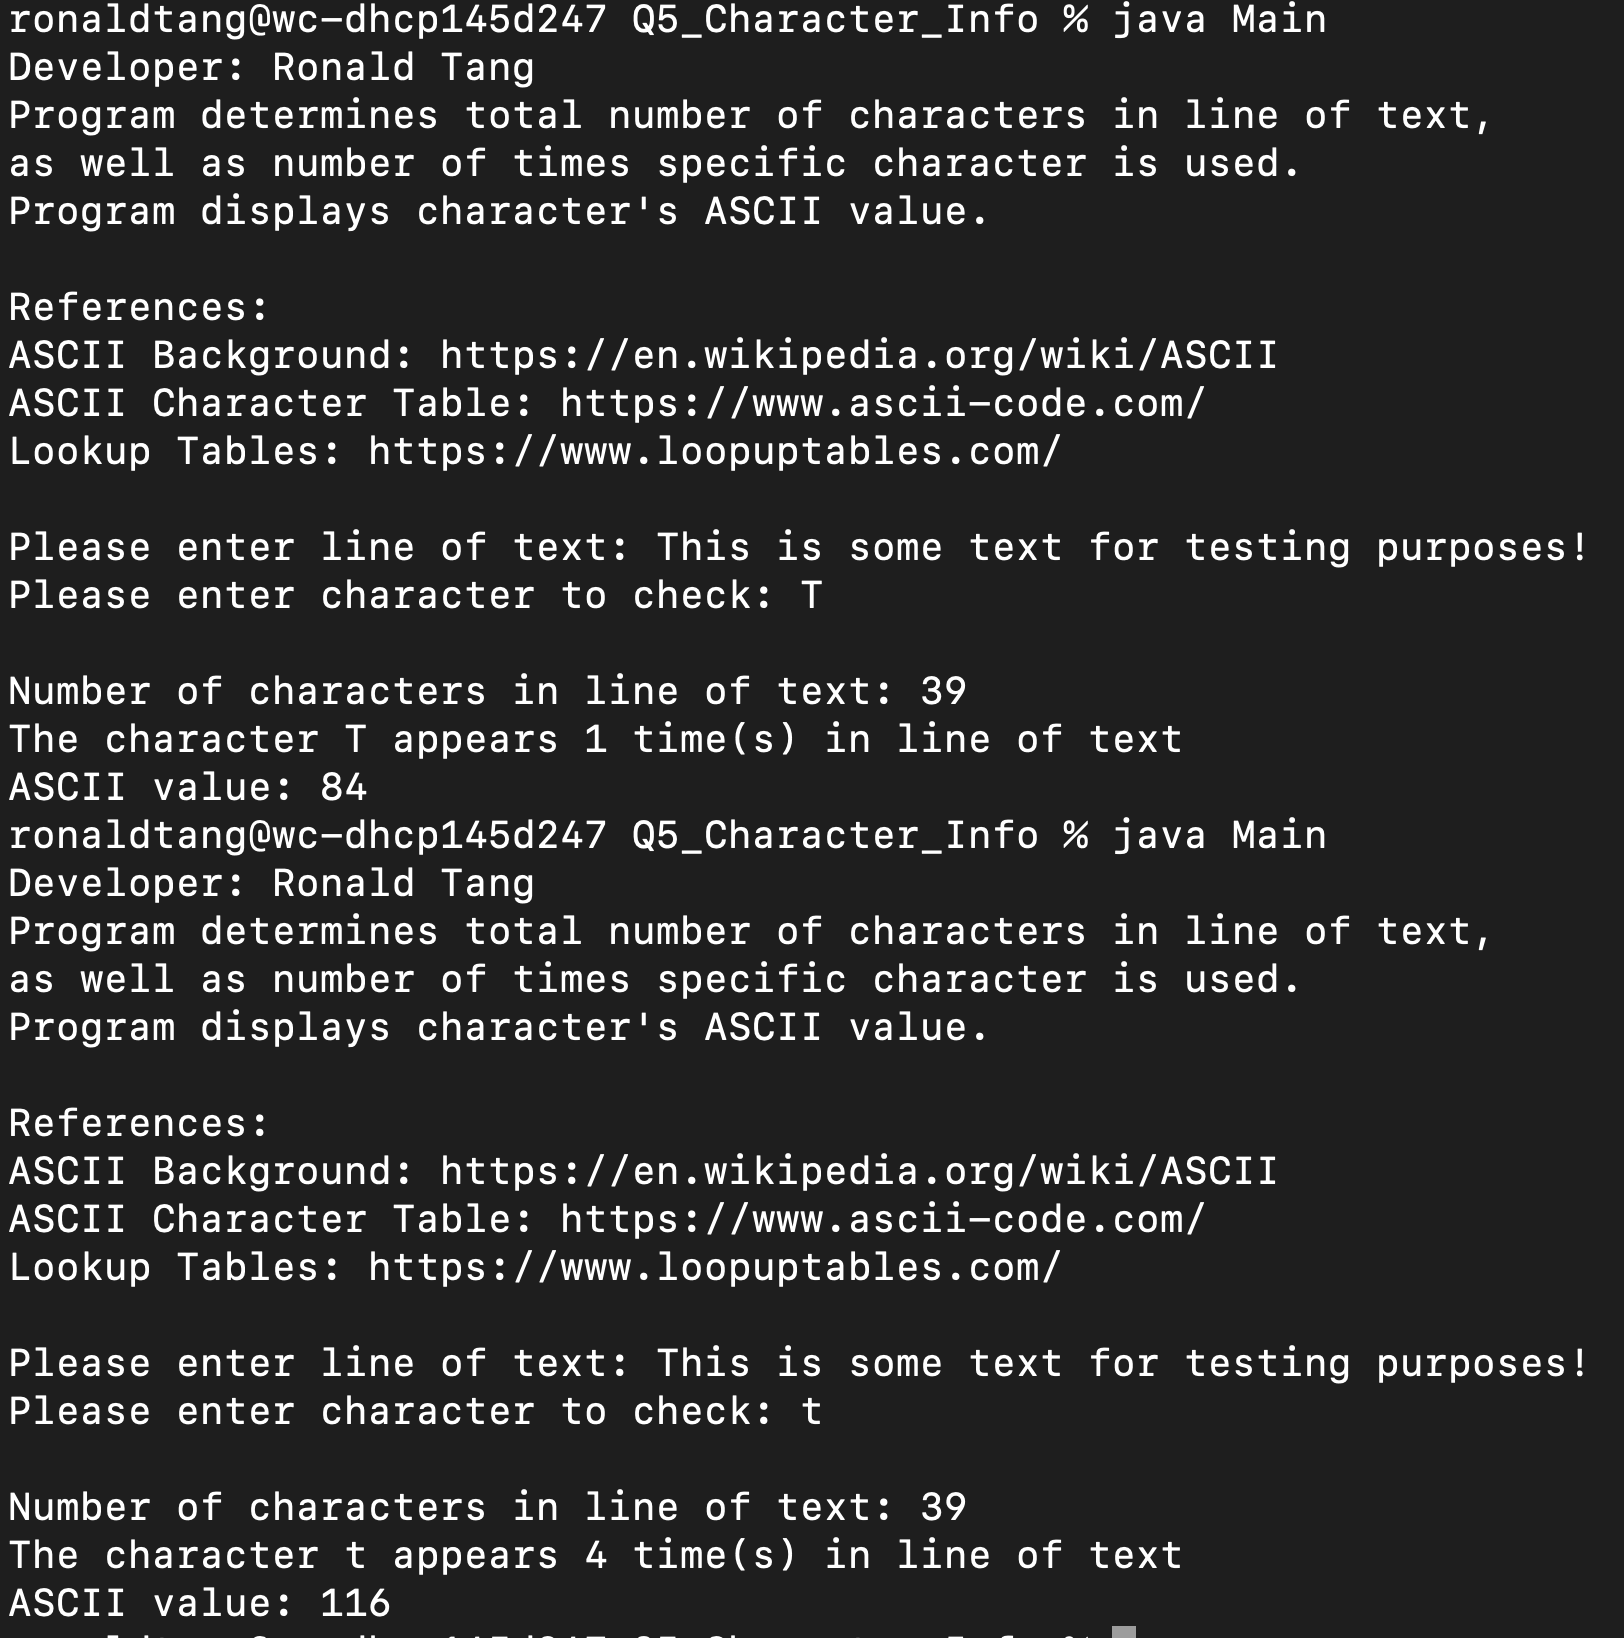 ronaldtang@wc-dhcp145d247 Q5_Character_Info % java Main
Developer: Ronald Tang
Program determines total number of characters in line of text,
as well as number of times specific character is used.
Program displays character's ASCII value.
References:
ASCII Background: https://en.wikipedia.org/wiki/ASCII
ASCII Character Table: https://www.ascii-code.com/
Lookup Tables: https://www.loopuptables.com/
Please enter line of text: This is some text for testing purposes!
Please enter character to check: T
Number of characters in line of text: 39
The character T appears 1 time(s) in line of text
ASCII value: 84
ronaldtang@wc-dhcp145d247 Q5_Character_Info % java Main
Developer: Ronald Tang
Program determines total number of characters in line of text,
as well as number of times specific character is used.
Program displays character's ASCII value.
References:
ASCII Background: https://en.wikipedia.org/wiki/ASCII
ASCII Character Table: https://www.ascii-code.com/
Lookup Tables: https://www.loopuptables.com/
Please enter line of text: This is some text for testing purposes!
Please enter character to check: t
Number of characters in line of text: 39
The character t appears 4 time(s) in line of text
ASCII value: 116